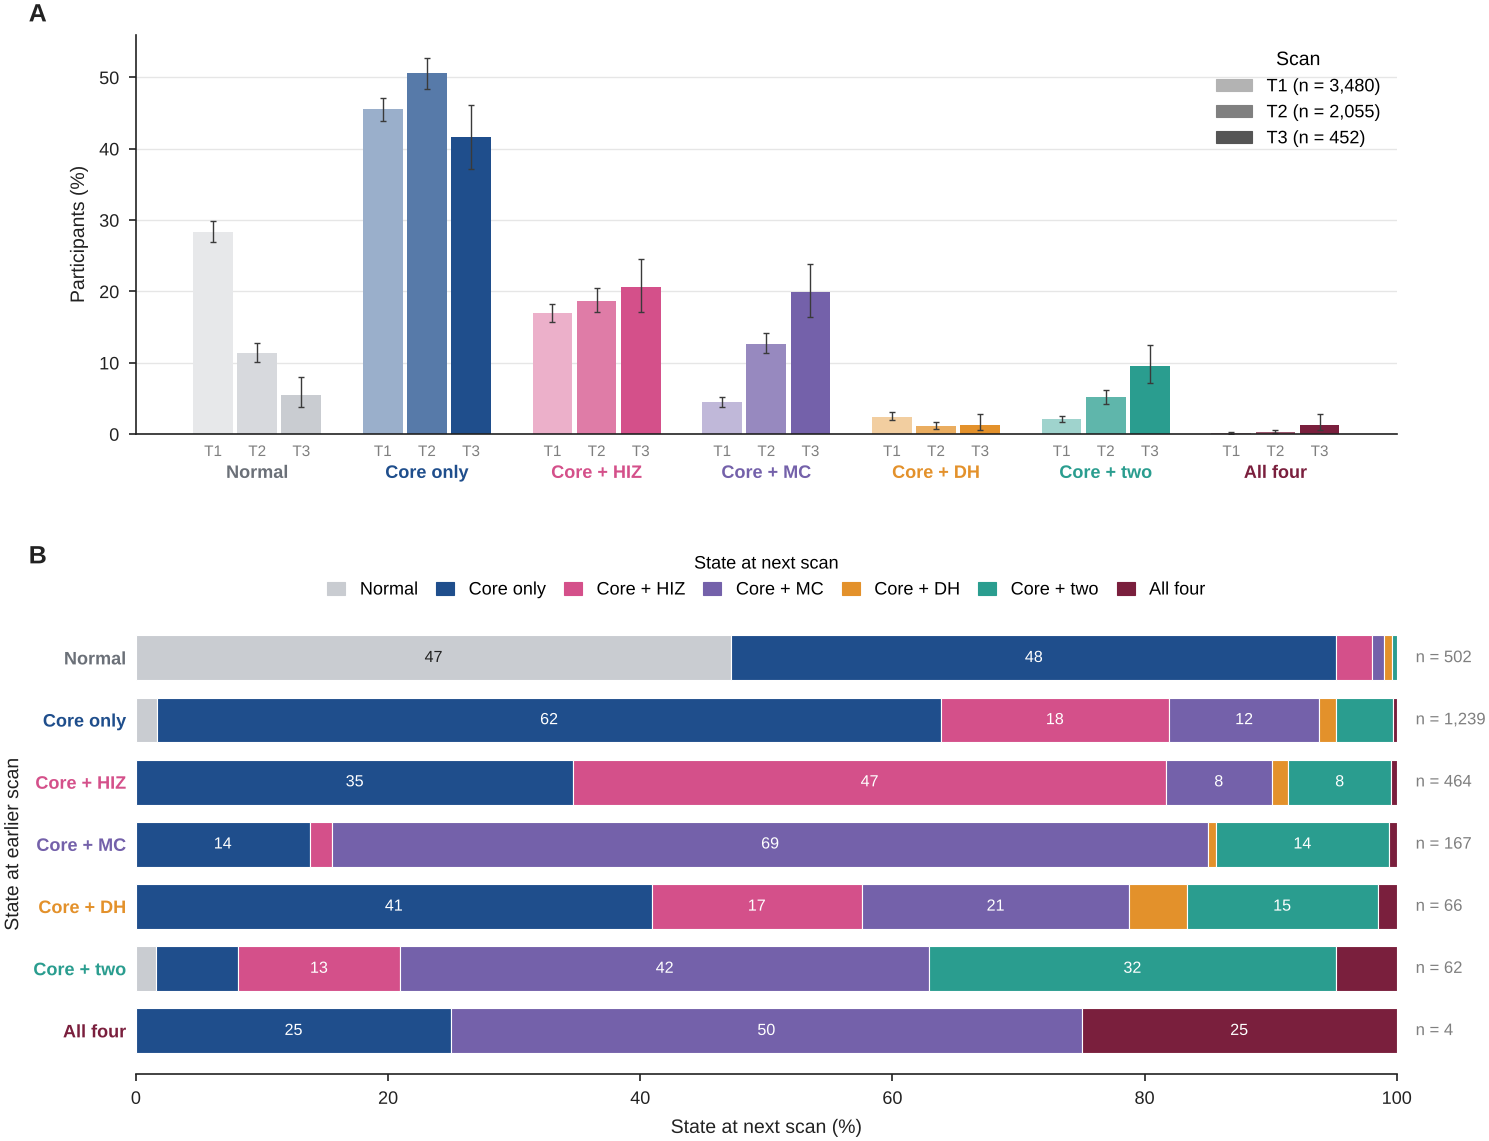 A
Scan
T1 (n = 3,480)
T2 (n = 2,055)
T3 (n = 452)
Participants (%)
50
40
30
20
10
0
T1 T2 T3 T1 T2 T3 T1 T2 T3 T1 T2 T3 T1 T2 T3 T1 T2 T3 T1 T2 T3
Normal Core only Core + HIZ Core + MC Core + DH Core + two All four
B
State at next scan
Normal Core only Core + HIZ Core + MC Core + DH Core + two All four
State at earlier scan
Normal 47 48 n = 502
Core only 62 18 12 n = 1,239
Core + HIZ 35 47 8 8 n = 464
Core + MC 14 69 14 n = 167
Core + DH 41 17 21 15 n = 66
Core + two 13 42 32 n = 62
All four 25 50 25 n = 4
0 20 40 60 80 100
State at next scan (%)